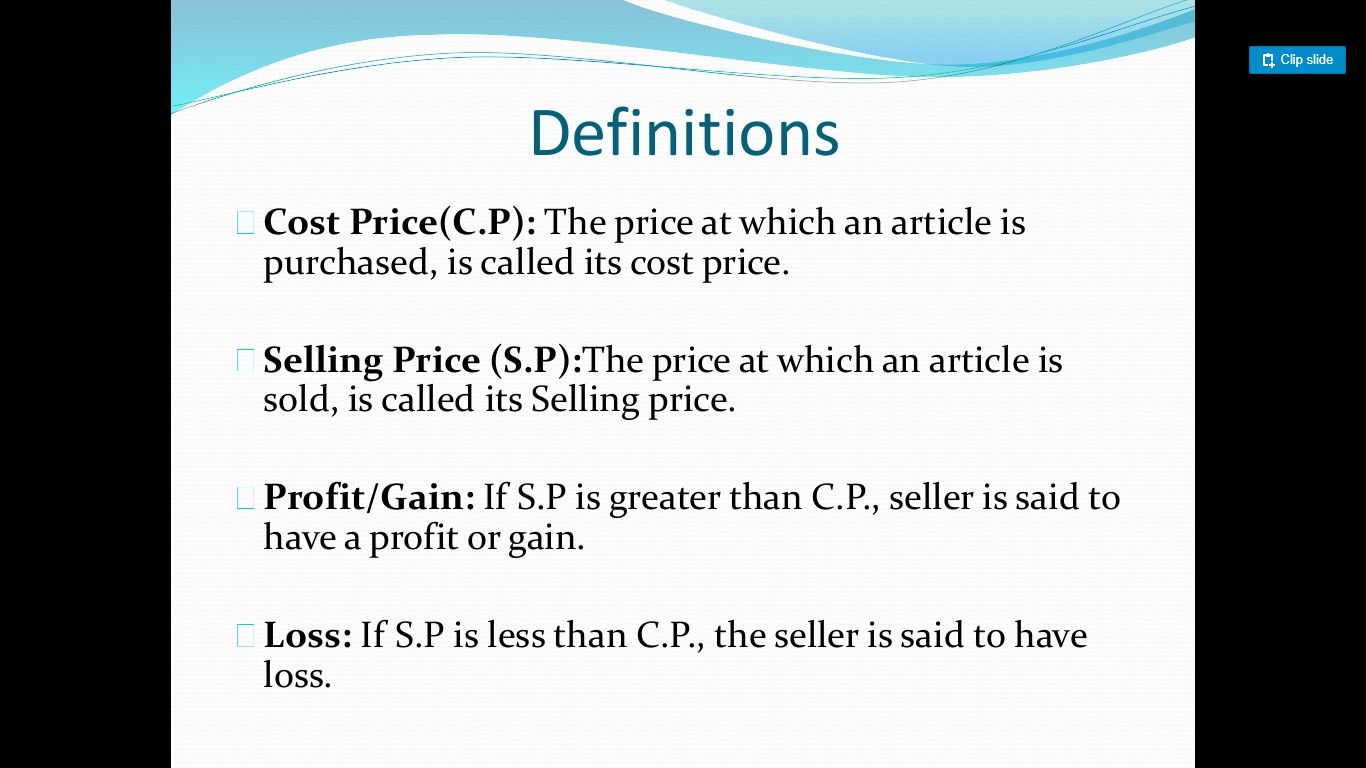 Clip slide
Definitions
Cost Price(C.P): The price at which an article is
purchased, is called its cost price.
Selling Price (S.P):The price at which an article is
sold, is called its Selling price.
Profit/Gain: If S.P is greater than C.P., seller is said to
have a profit or gain.
Loss: If S.P is less than C.P., the seller is said to have
loss.